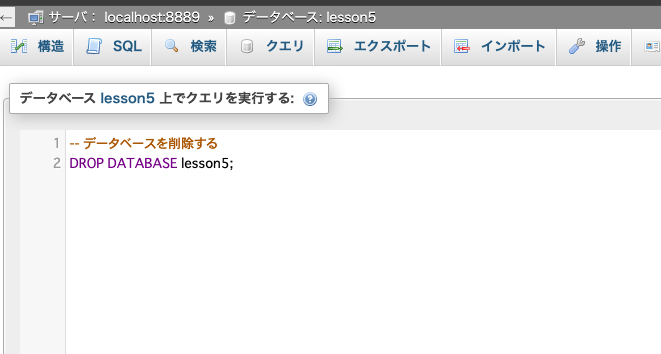 ← サーバ： localhost:8889 » データベース: lesson5
構造 SQL 検索 クエリ エクスポート インポート 操作
データベース lesson5 上でクエリを実行する:
1 -- データベースを削除する
2 DROP DATABASE lesson5;